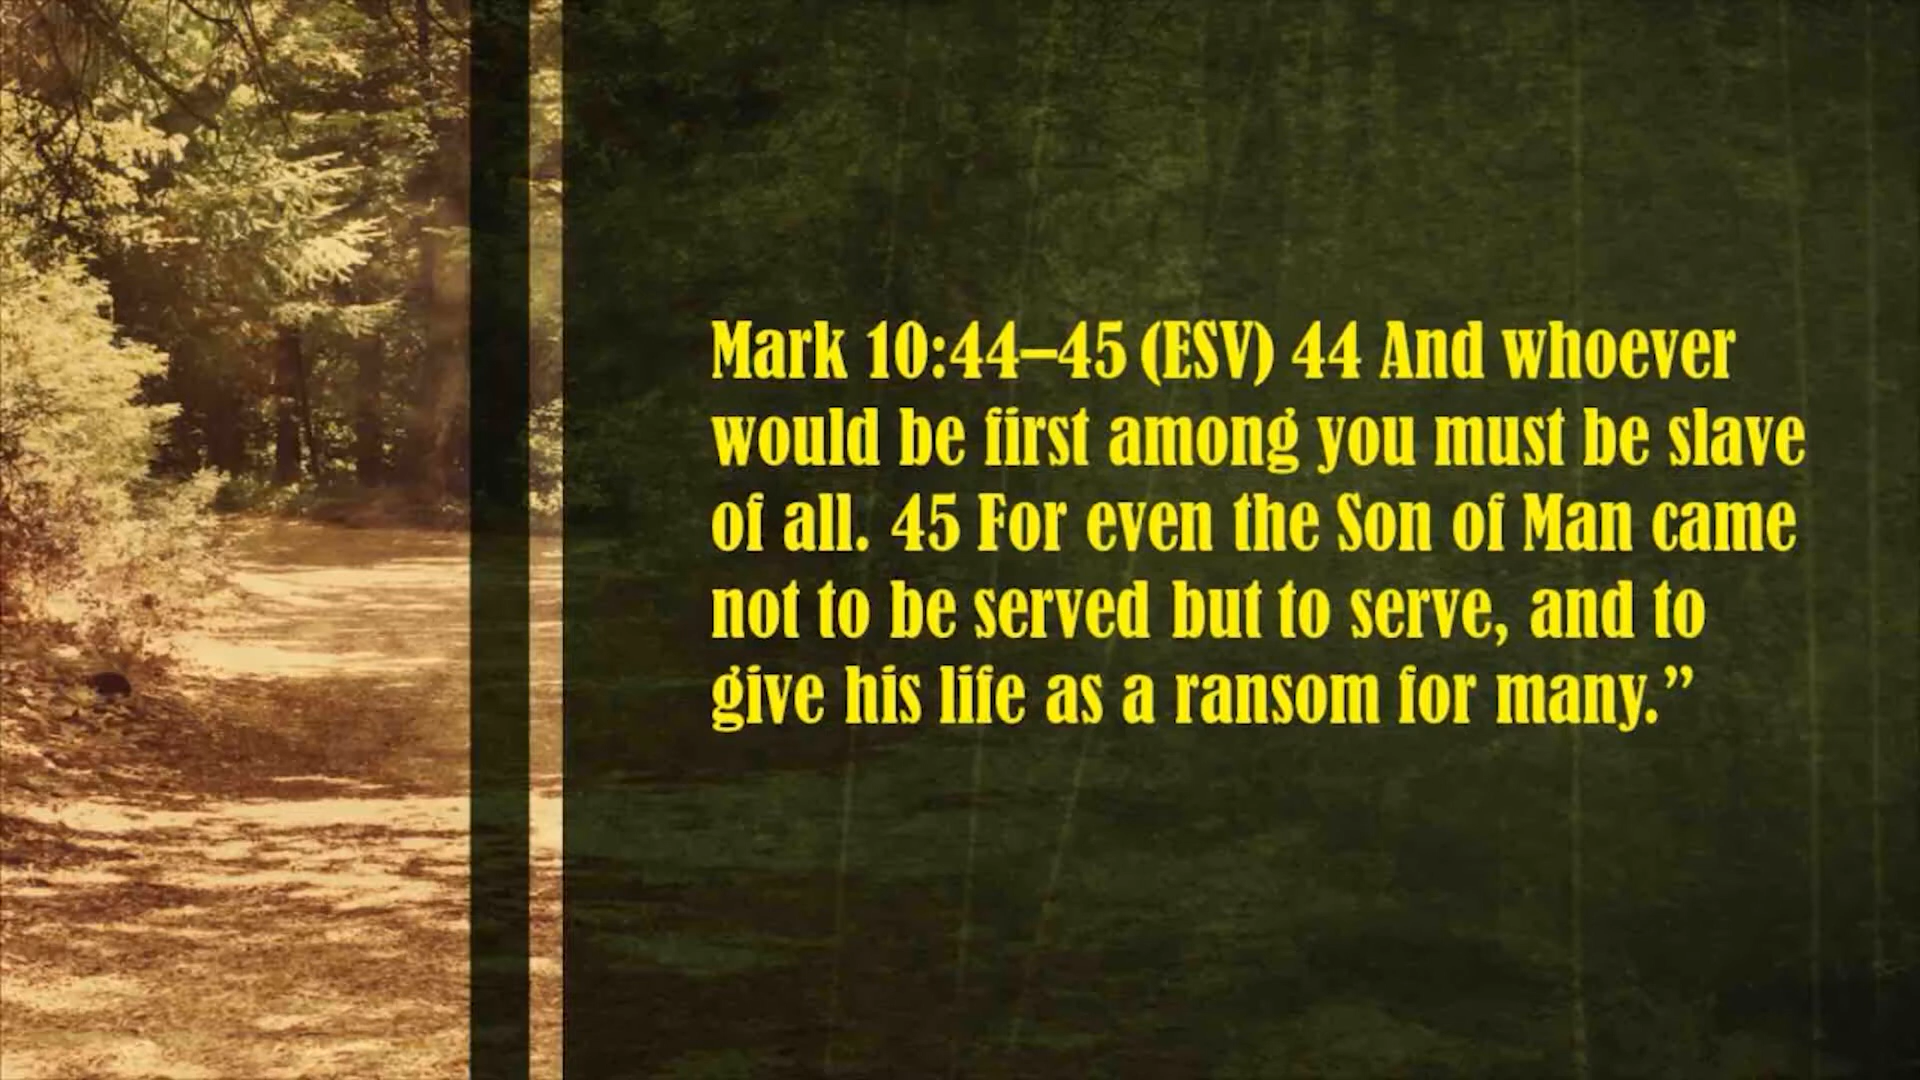 Mark 10:44–45 (ESV) 44 And whoever
would be first among you must be slave
of all. 45 For even the Son of Man came
not to be served but to serve, and to
give his life as a ransom for many.”